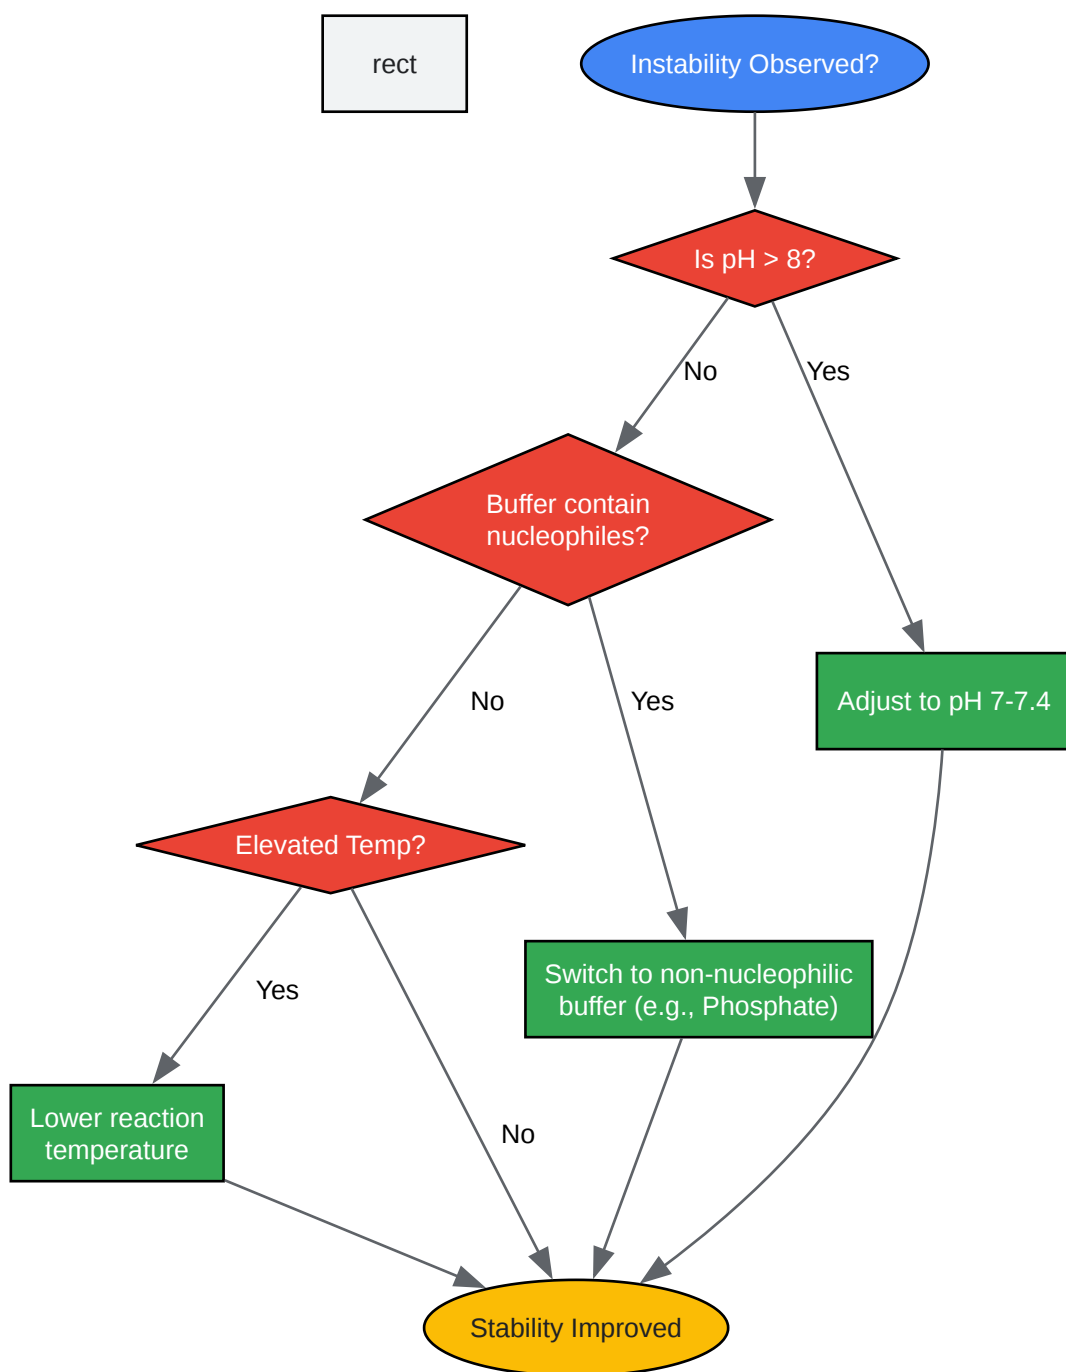 rect
Instability Observed?
Is pH > 8?
No
Yes
Buffer contain
nucleophiles?
No
Yes
Adjust to pH 7-7.4
Elevated Temp?
Switch to non-nucleophilic
buffer (e.g., Phosphate)
Yes
Lower reaction
temperature
No
Stability Improved